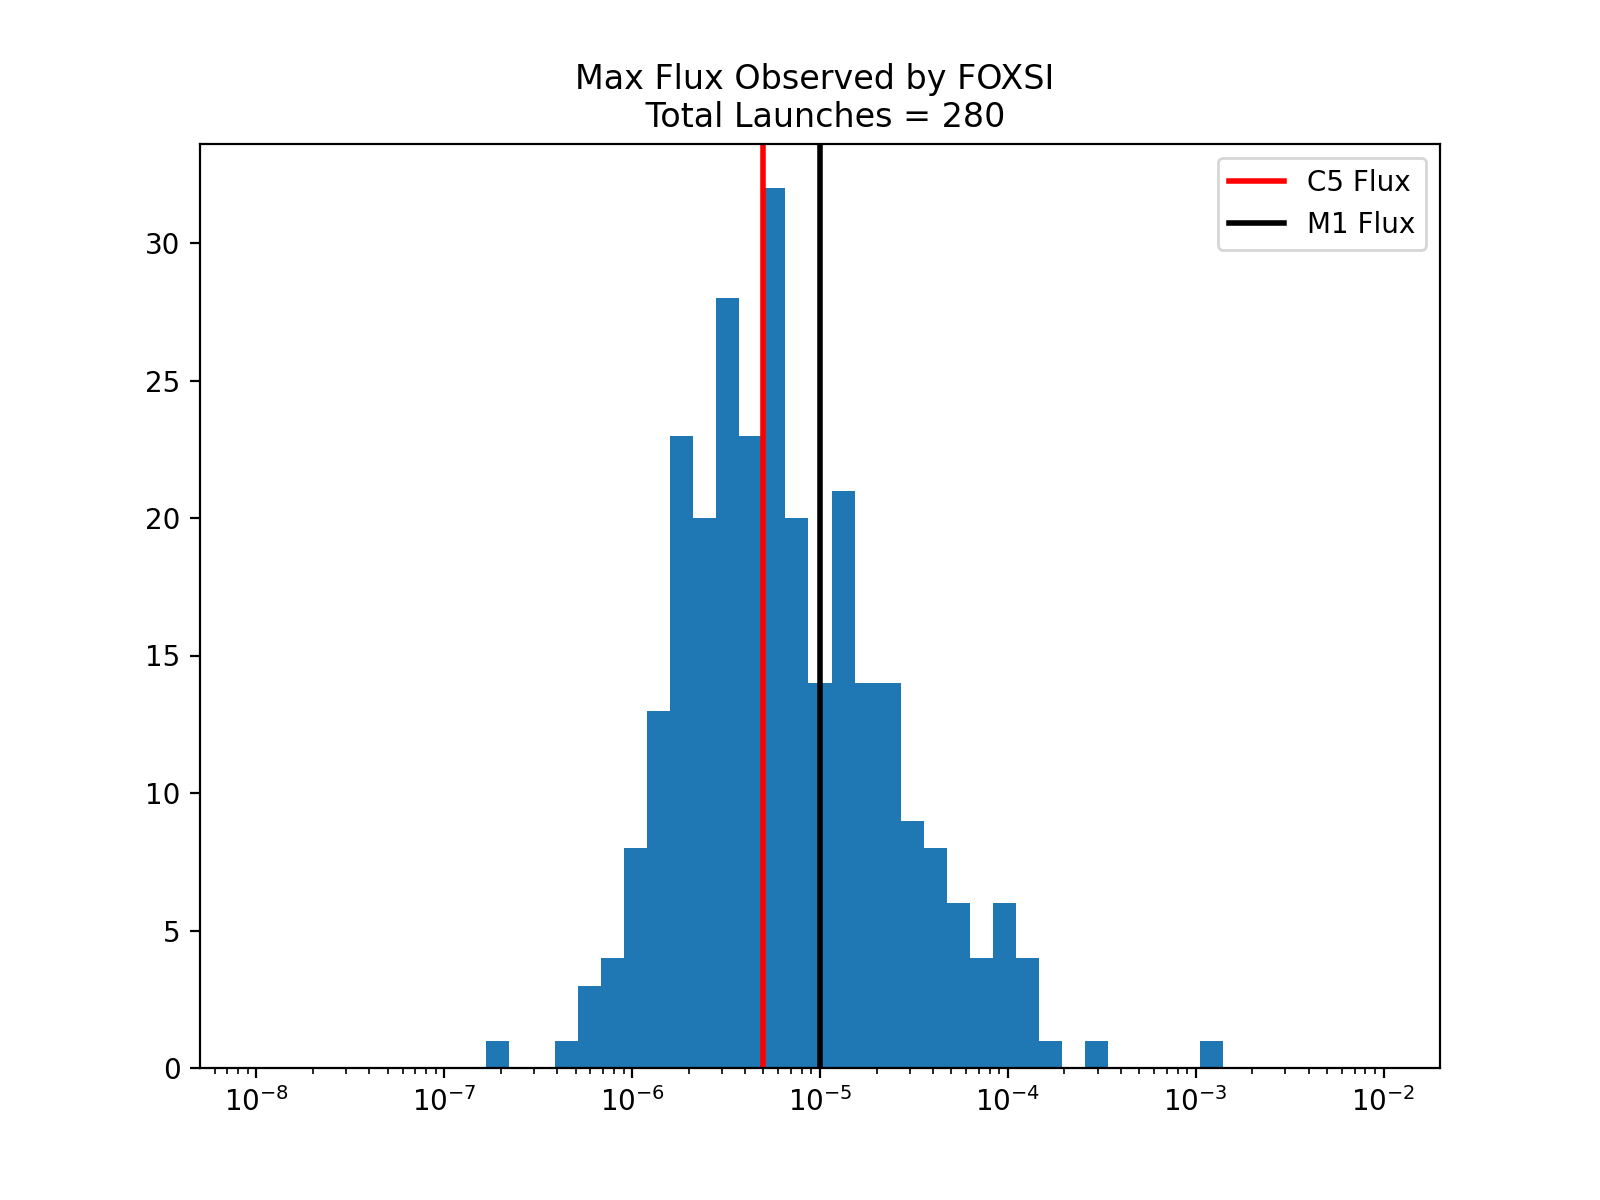 Max Flux Observed by FOXSI
Total Launches = 280
C5 Flux
M1 Flux
30
25
20
15
10
5
0
10⁻⁸ 10⁻⁷ 10⁻⁶ 10⁻⁵ 10⁻⁴ 10⁻³ 10⁻²